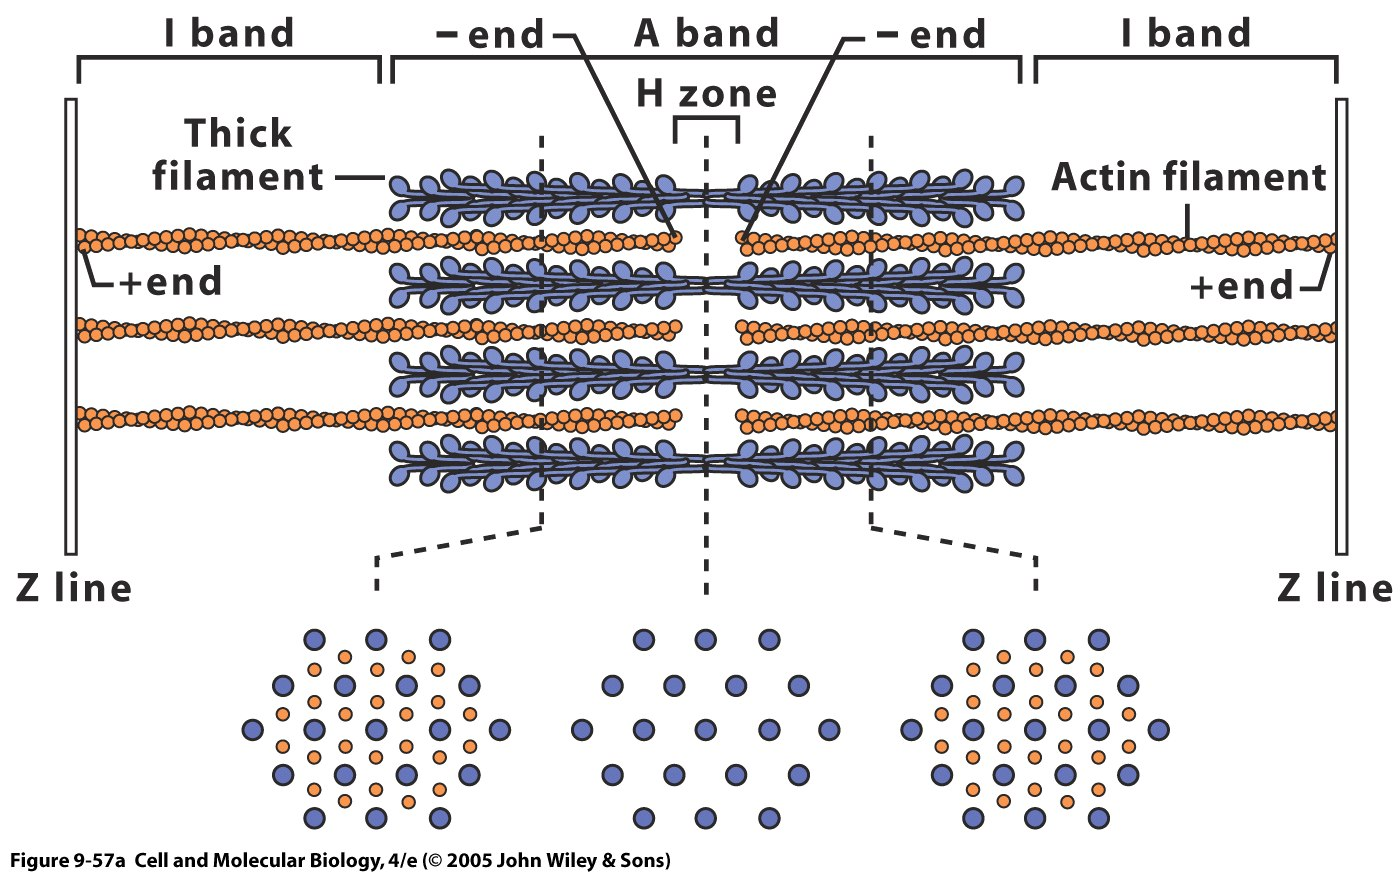 I band
– end
A band
– end
I band
H zone
Thick
filament
Actin filament
+end
+end
Z line
Z line
Figure 9-57a Cell and Molecular Biology, 4/e (© 2005 John Wiley & Sons)